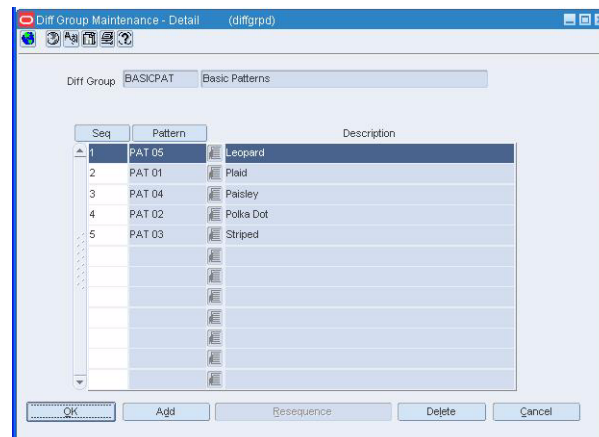 Diff Group Maintenance - Detail (diffgrpd)
Diff Group BASICPAT Basic Patterns
Seq Pattern Description
1 PAT 05 Leopard
2 PAT 01 Plaid
3 PAT 04 Paisley
4 PAT 02 Polka Dot
5 PAT 03 Striped
OK Add Resequence Delete Cancel